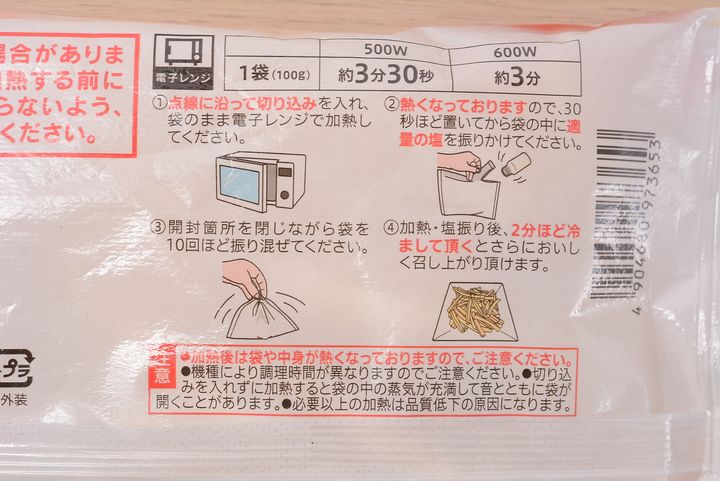 場合がありま
熱する前に
らないよう、
ください。
電子レンジ
500W 600W
1袋(100g) 約3分30秒 約3分
①点線に沿って切り込みを入れ、
袋のまま電子レンジで加熱し
てください。
②熱くなっておりますので、30
秒ほど置いてから袋の中に適
量の塩を振りかけてください。
③開封箇所を閉じながら袋を
10回ほど振り混ぜてください。
④加熱・塩振り後、2分ほど冷
まして頂くとさらにおいし
く召し上がり頂けます。
注意
●加熱後は袋や中身が熱くなっておりますので、ご注意ください。
●機種により調理時間が異なりますのでご注意ください。●切り込
みを入れずに加熱すると袋の中の蒸気が充満して音とともに袋が
開くことがあります。●必要以上の加熱は品質低下の原因になります。
プラ
外装
4904680973653